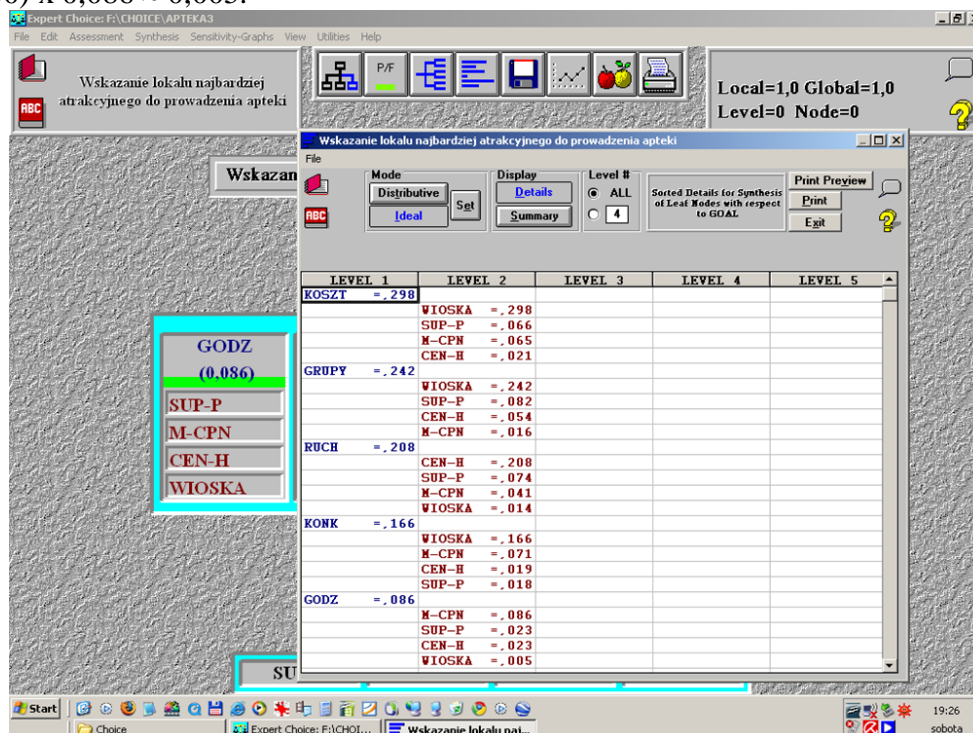 0) x 0,086 ≈ 0,005.
Expert Choice: F:\CHOICE\APTEKA3
File Edit Assessment Synthesis Sensitivity-Graphs View Utilities Help
Wskazanie lokalu najbardziej
atrakcyjnego do prowadzenia apteki
ABC
P/F
Local=1,0 Global=1,0
Level=0 Node=0
Wskazan
GODZ
(0,086)
SUP-P
M-CPN
CEN-H
WIOSKA
SU
Wskazanie lokalu najbardziej atrakcyjnego do prowadzenia apteki
File
ABC
Mode
Distributive
Ideal
Set
Display
Details
Summary
Level #
ALL
4
Sorted Details for Synthesis
of Leaf Nodes with respect
to GOAL
Print Preview
Print
Exit
LEVEL 1 LEVEL 2 LEVEL 3 LEVEL 4 LEVEL 5
KOSZT =,298
WIOSKA =,298
SUP-P =,066
M-CPN =,065
CEN-H =,021
GRUPY =,242
WIOSKA =,242
SUP-P =,082
CEN-H =,054
M-CPN =,016
RUCH =,208
CEN-H =,208
SUP-P =,074
M-CPN =,041
WIOSKA =,014
KONK =,166
WIOSKA =,166
M-CPN =,071
CEN-H =,019
SUP-P =,018
GODZ =,086
M-CPN =,086
SUP-P =,023
CEN-H =,023
WIOSKA =,005
Start
Choice
Expert Choice: F:\CHOI...
Wskazanie lokalu naj...
19:26
sobota